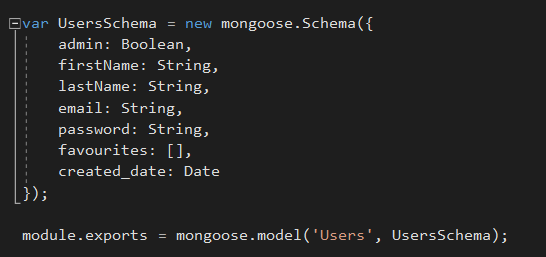 var UsersSchema = new mongoose.Schema({
    admin: Boolean,
    firstName: String,
    lastName: String,
    email: String,
    password: String,
    favourites: [],
    created_date: Date
});

module.exports = mongoose.model('Users', UsersSchema);